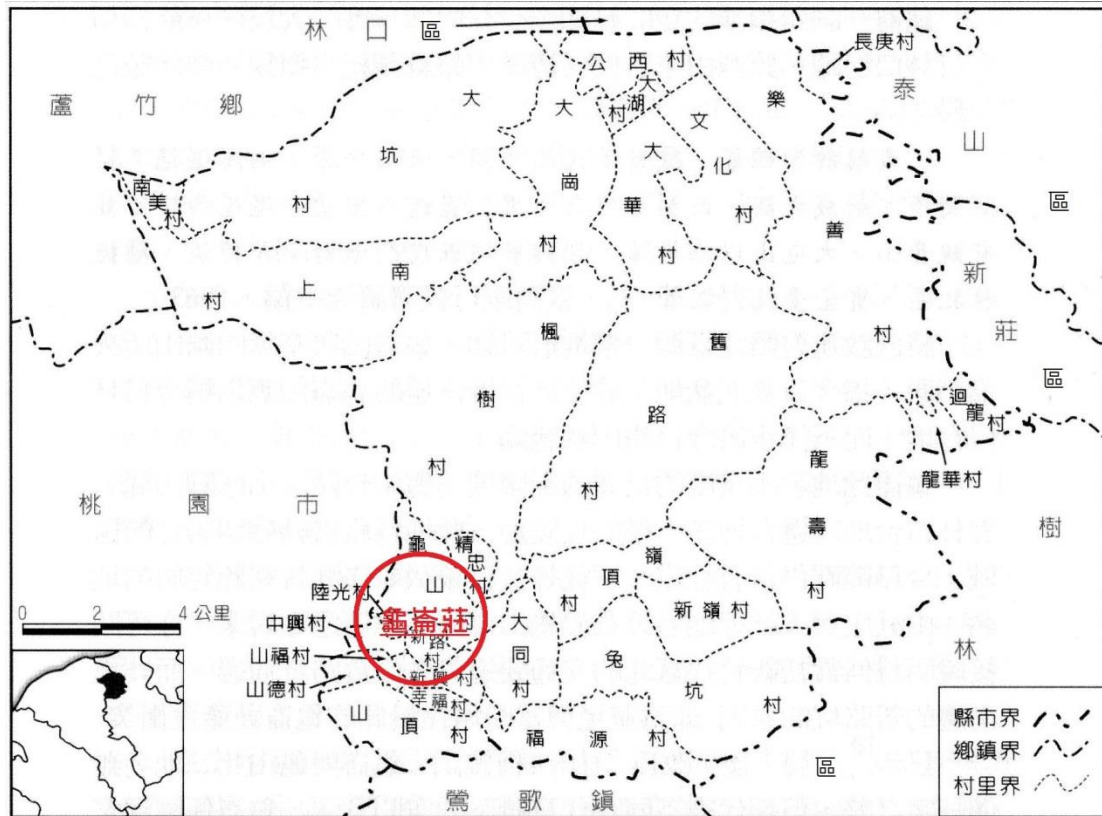 林口區
蘆竹鄉
泰山區
新莊區
樹林區
桃園市
鶯歌鎮
公西村
長庚村
大湖村
文化村
樂善村
大崗村
大華村
大坑村
南美村
南上村
楓樹村
舊路村
迴龍村
龍華村
龍壽村
龜山村
精忠村
嶺頂村
新嶺村
兔坑村
大同村
福源村
陸光村
中興村
山福村
山德村
山頂村
新路村
新興村
幸福村
龜崙莊
0 2 4 公里
縣市界
鄉鎮界
村里界